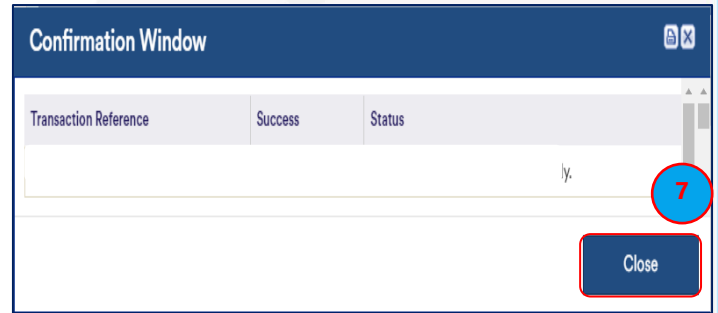 Confirmation Window
Transaction Reference Success Status
ly.
7
Close